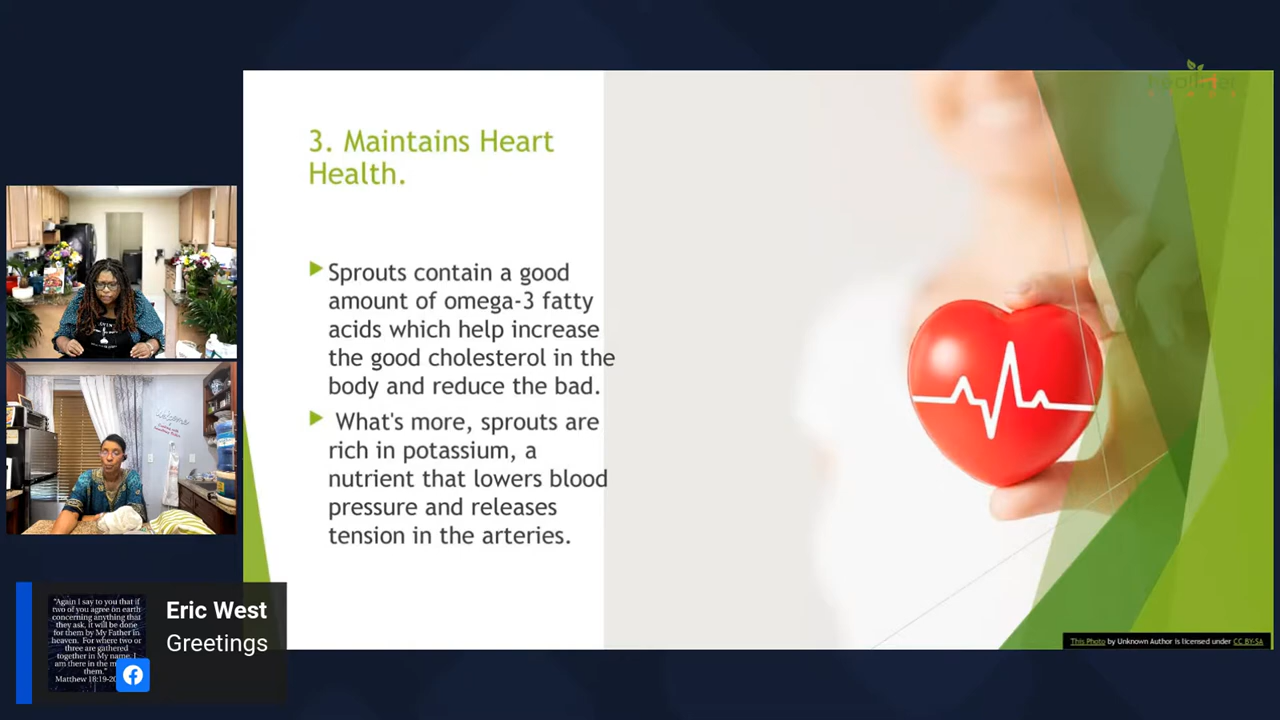 3. Maintains Heart
Health.
Sprouts contain a good
amount of omega-3 fatty
acids which help increase
the good cholesterol in the
body and reduce the bad.
What's more, sprouts are
rich in potassium, a
nutrient that lowers blood
pressure and releases
tension in the arteries.
"Again I say to you that if
two of you agree on earth
concerning anything that
they ask, it will be done
for them by My Father in
heaven. For where two or
three are gathered
together in My name, I
am there in the m
them."
Matthew 18:19-20
Eric West
Greetings
This Photo by Unknown Author is licensed under CC BY-SA